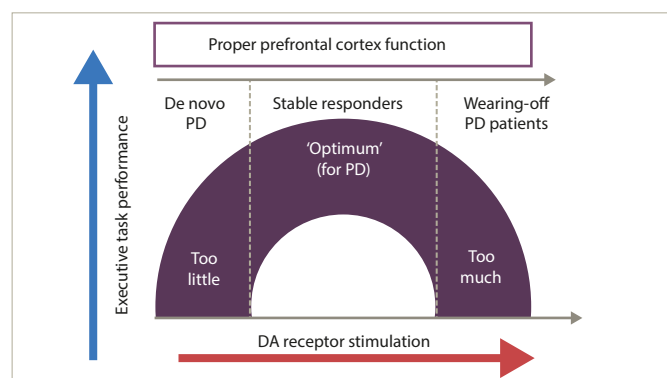 Proper prefrontal cortex function
De novo
PD
Stable responders
Wearing-off
PD patients
'Optimum'
(for PD)
Too
little
Too
much
Executive task performance
DA receptor stimulation